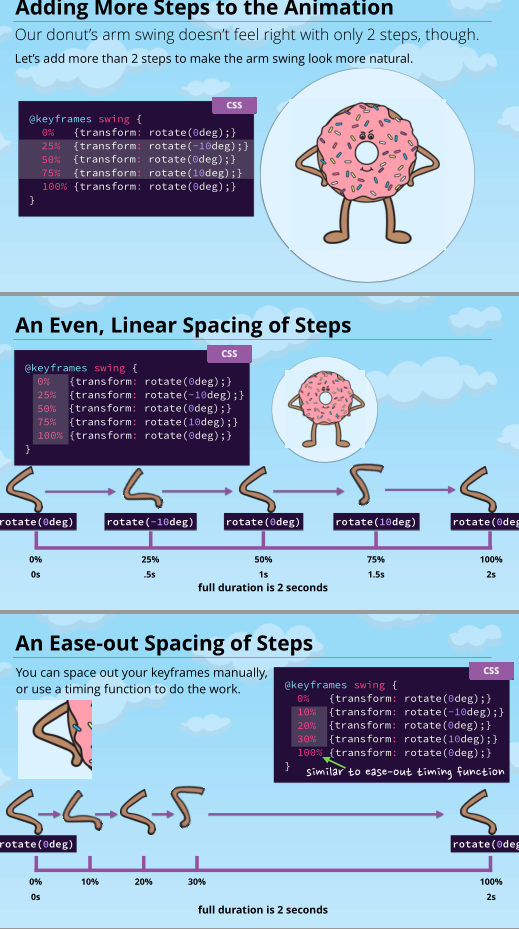 Adding More Steps to the Animation
Our donut's arm swing doesn't feel right with only 2 steps, though.
Let's add more than 2 steps to make the arm swing look more natural.
CSS
@keyframes swing {
0% {transform: rotate(0deg);}
25% {transform: rotate(-10deg);}
50% {transform: rotate(0deg);}
75% {transform: rotate(10deg);}
100% {transform: rotate(0deg);}
}
An Even, Linear Spacing of Steps
CSS
@keyframes swing {
0% {transform: rotate(0deg);}
25% {transform: rotate(-10deg);}
50% {transform: rotate(0deg);}
75% {transform: rotate(10deg);}
100% {transform: rotate(0deg);}
}
rotate(0deg) rotate(-10deg) rotate(0deg) rotate(10deg) rotate(0deg
0% 25% 50% 75% 100%
0s .5s 1s 1.5s 2s
full duration is 2 seconds
An Ease-out Spacing of Steps
You can space out your keyframes manually,
or use a timing function to do the work.
CSS
@keyframes swing {
0% {transform: rotate(0deg);}
10% {transform: rotate(-10deg);}
20% {transform: rotate(0deg);}
30% {transform: rotate(10deg);}
100% {transform: rotate(0deg);}
}
similar to ease-out timing function
rotate(0deg) rotate(0deg
0% 10% 20% 30% 100%
0s 2s
full duration is 2 seconds